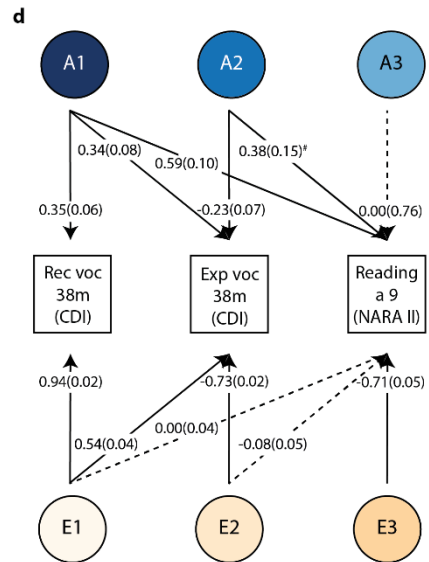 d
A1
A2
A3
0.34(0.08)
0.59(0.10)
0.38(0.15)#
0.35(0.06)
-0.23(0.07)
0.00(0.76)
Rec voc
38m
(CDI)
Exp voc
38m
(CDI)
Reading
a 9
(NARA II)
0.94(0.02)
-0.73(0.02)
-0.71(0.05)
0.00(0.04)
0.54(0.04)
-0.08(0.05)
E1
E2
E3